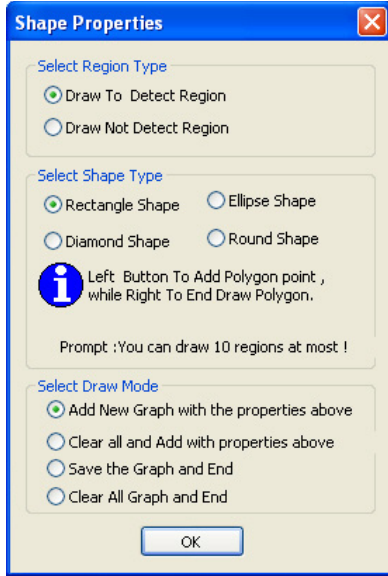 Shape Properties
Select Region Type
Draw To Detect Region
Draw Not Detect Region
Select Shape Type
Rectangle Shape
Ellipse Shape
Diamond Shape
Round Shape
Left Button To Add Polygon point ,
while Right To End Draw Polygon.
Prompt :You can draw 10 regions at most !
Select Draw Mode
Add New Graph with the properties above
Clear all and Add with properties above
Save the Graph and End
Clear All Graph and End
OK